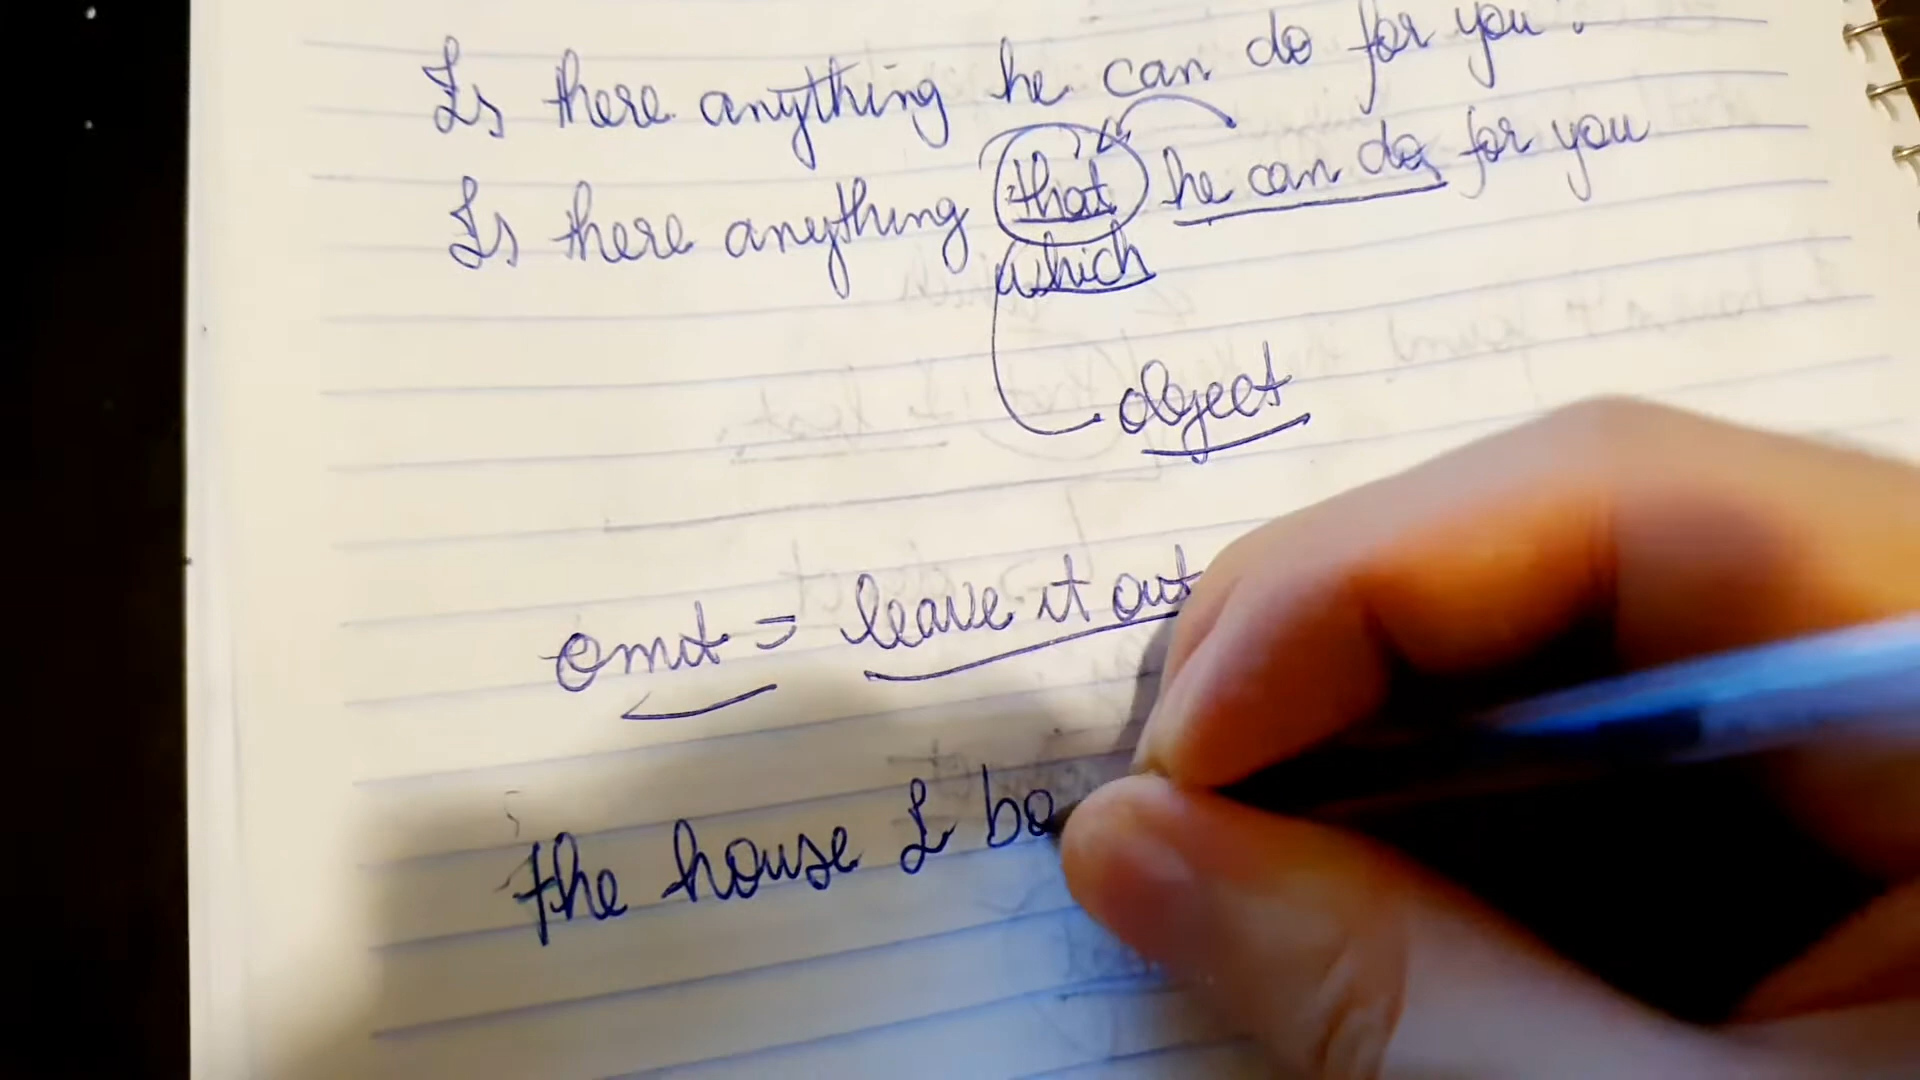 Is there anything he can do for you.
Is there anything that he can do for you
which
object
omit = leave it out
the house I bo